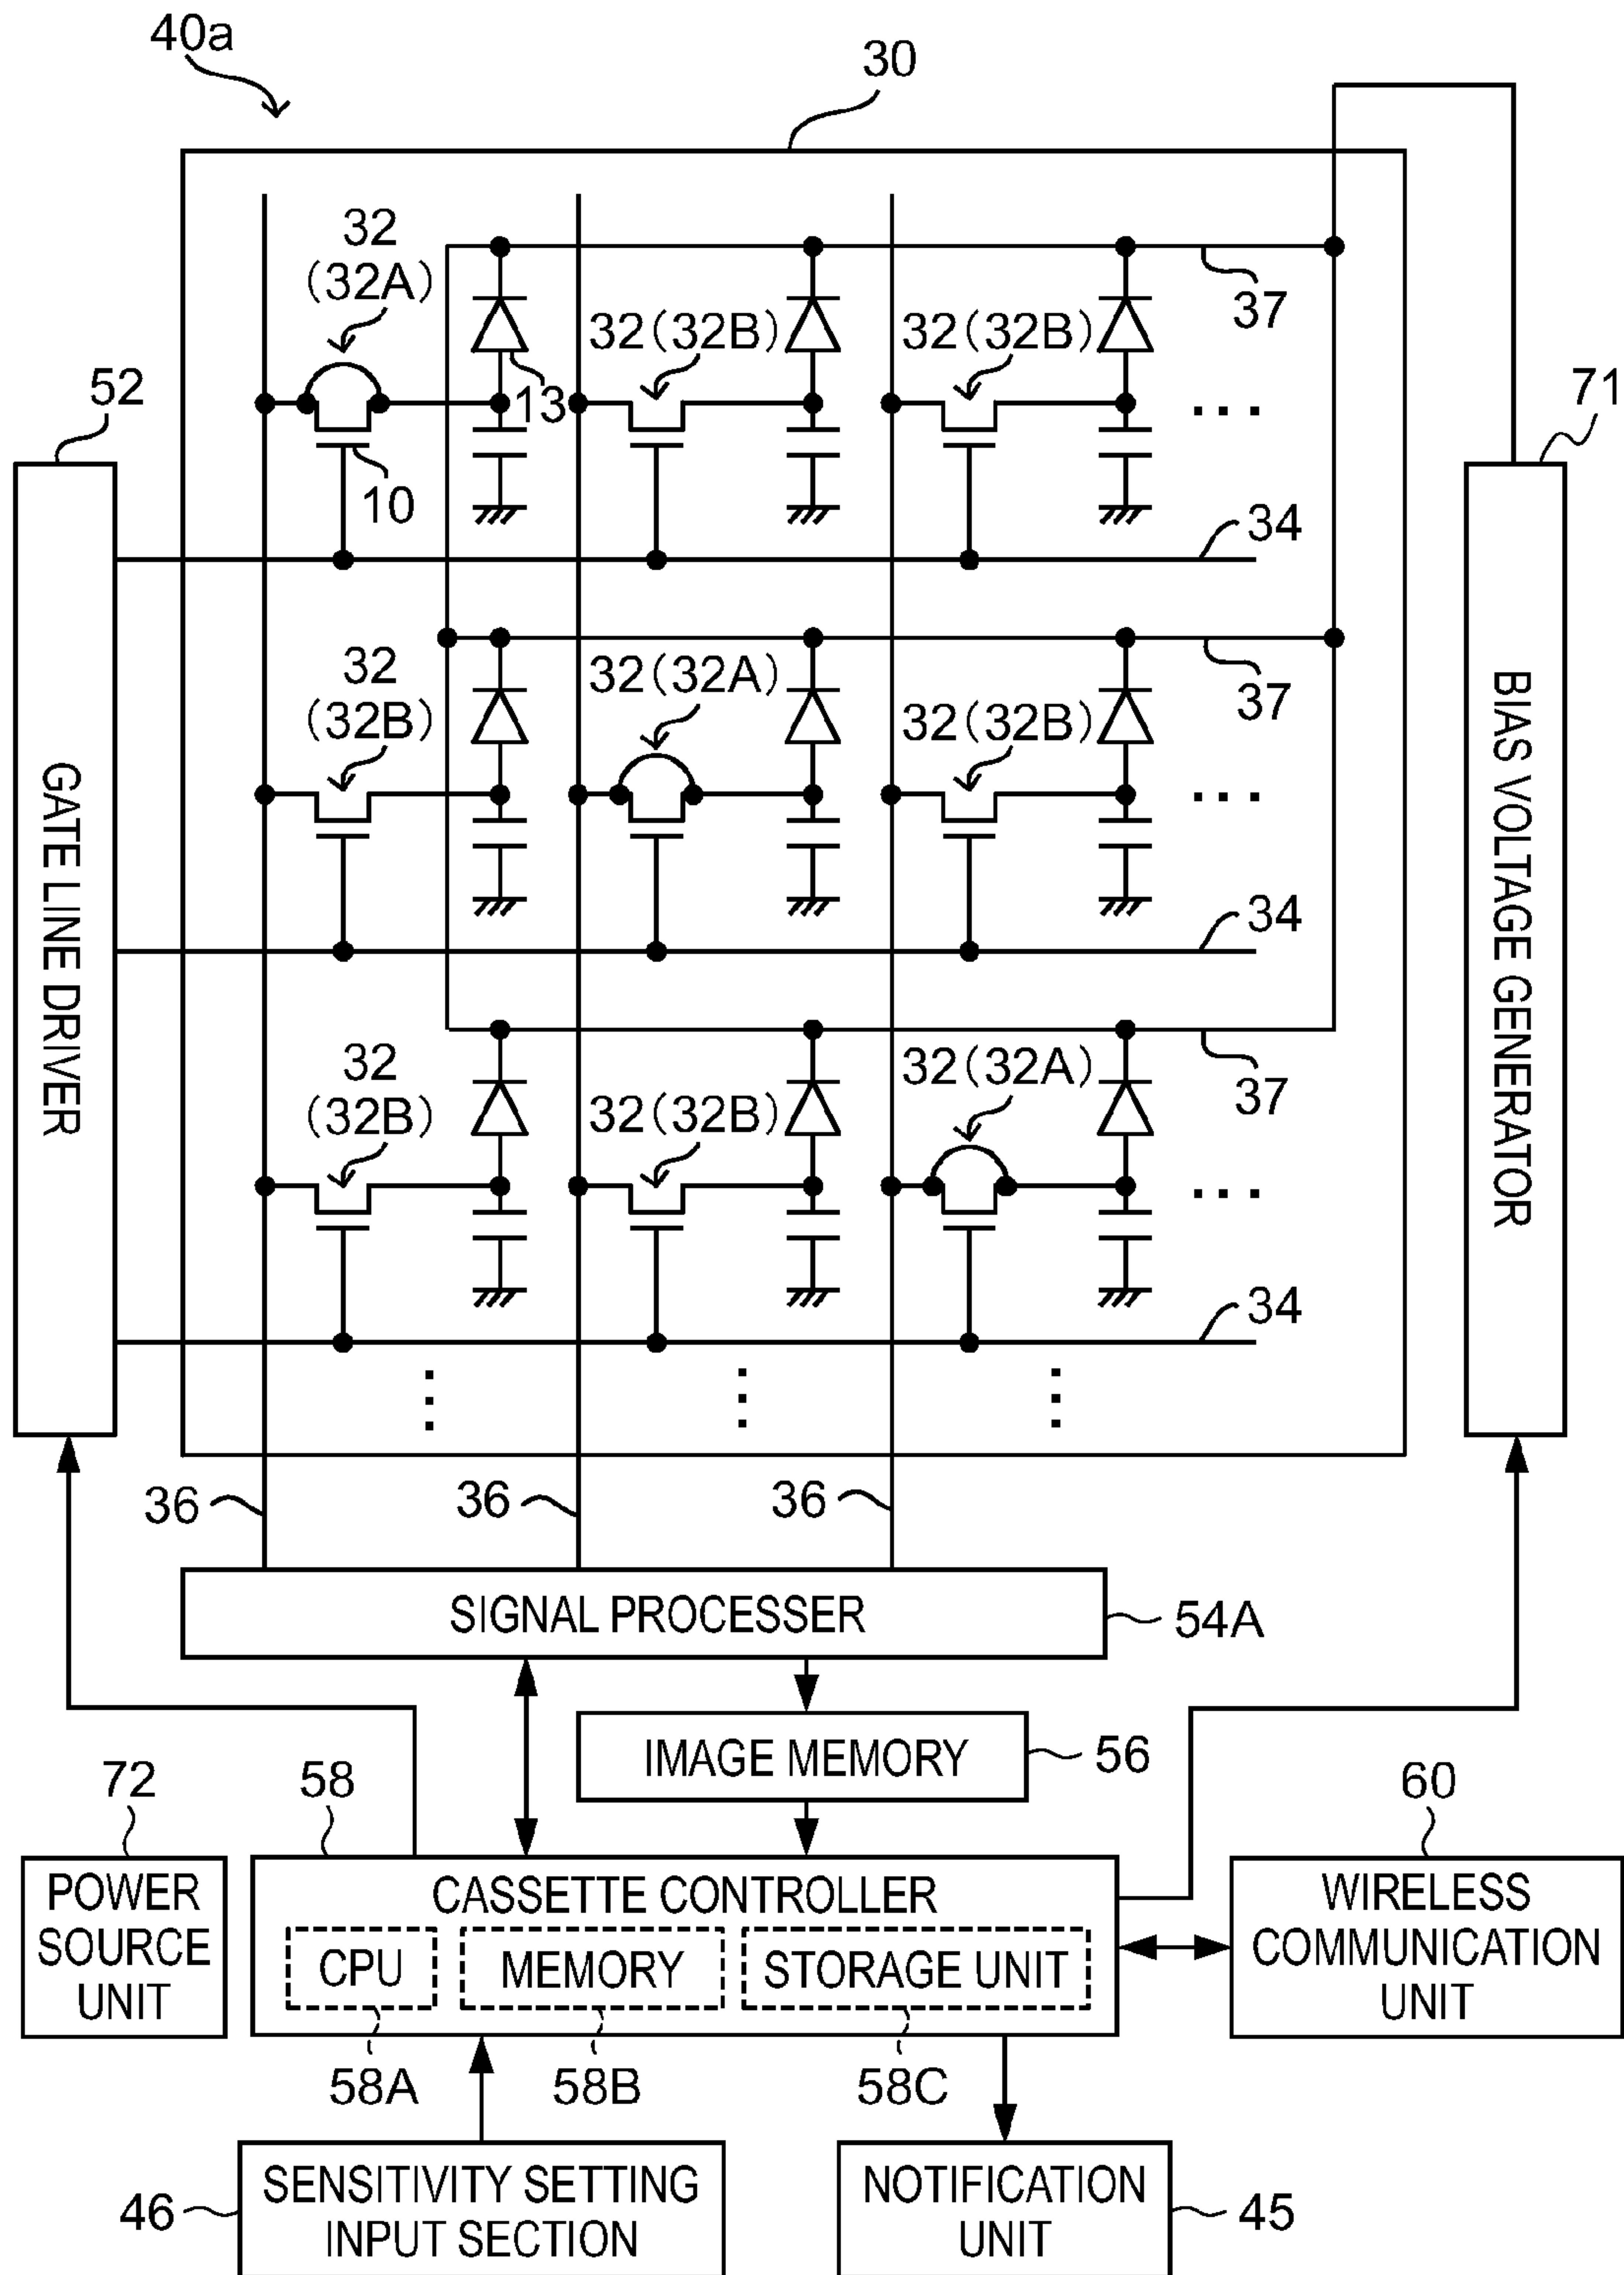 40a
30
32
(32A)
32(32B)
32(32B)
37
13
52
71
10
34
32
(32B)
32(32A)
32(32B)
37
GATE LINE DRIVER
BIAS VOLTAGE GENERATOR
34
32
(32B)
32(32B)
32(32A)
37
34
36
36
36
SIGNAL PROCESSER
54A
IMAGE MEMORY
56
72
58
60
POWER
SOURCE
UNIT
CASSETTE CONTROLLER
CPU
MEMORY
STORAGE UNIT
WIRELESS
COMMUNICATION
UNIT
58A
58B
58C
46
SENSITIVITY SETTING
INPUT SECTION
NOTIFICATION
UNIT
45